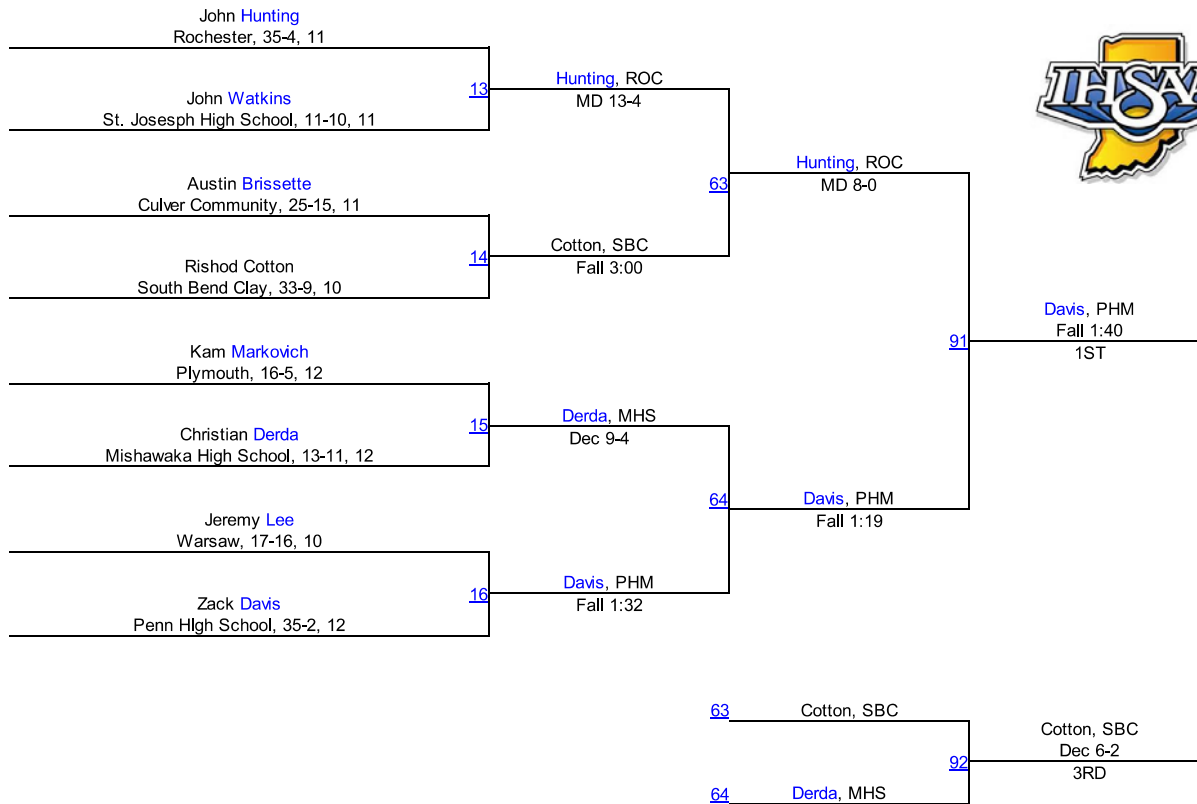 John Hunting
Rochester, 35-4, 11
13
Hunting, ROC
MD 13-4
John Watkins
St. Josesph High School, 11-10, 11
63
Hunting, ROC
MD 8-0
Austin Brissette
Culver Community, 25-15, 11
14
Cotton, SBC
Fall 3:00
Rishod Cotton
South Bend Clay, 33-9, 10
91
Davis, PHM
Fall 1:40
1ST
Kam Markovich
Plymouth, 16-5, 12
15
Derda, MHS
Dec 9-4
Christian Derda
Mishawaka High School, 13-11, 12
64
Davis, PHM
Fall 1:19
Jeremy Lee
Warsaw, 17-16, 10
16
Davis, PHM
Fall 1:32
Zack Davis
Penn HIgh School, 35-2, 12
63
Cotton, SBC
92
Cotton, SBC
Dec 6-2
3RD
64
Derda, MHS
IHSAA